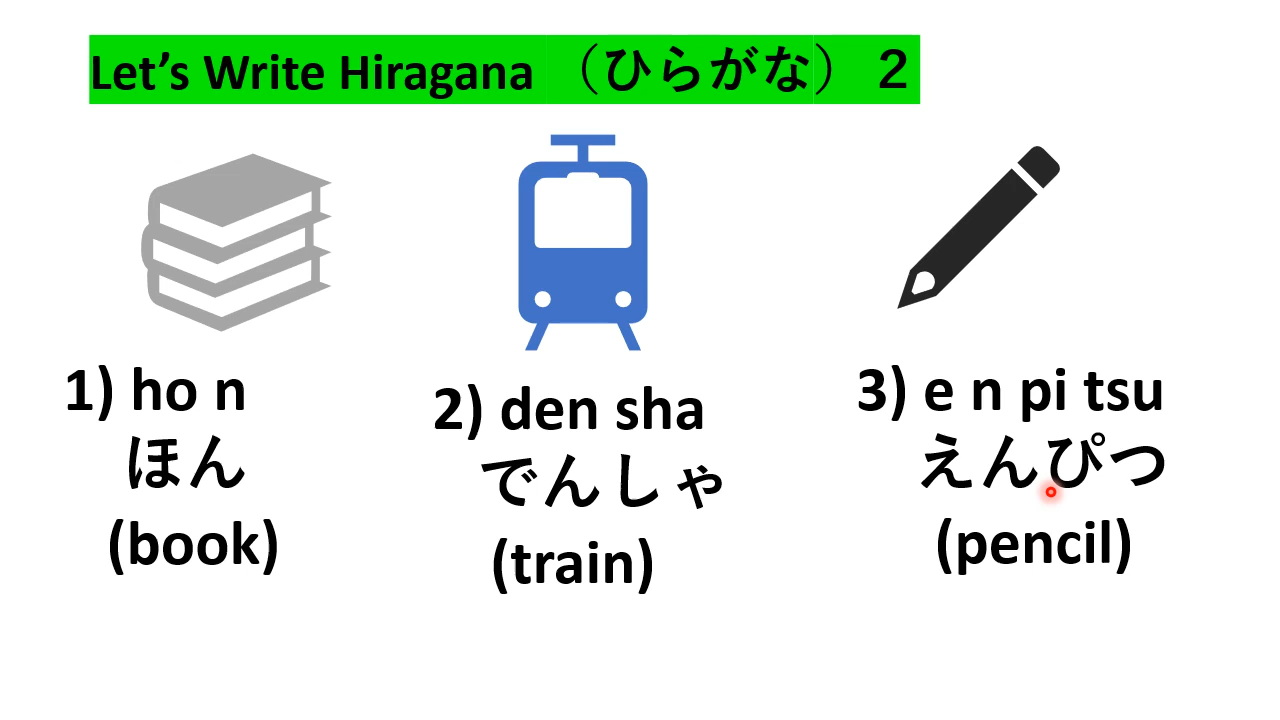 Let's Write Hiragana （ひらがな） 2
1) ho n
ほん
(book)
2) den sha
でんしゃ
(train)
3) e n pi tsu
えんぴつ
(pencil)